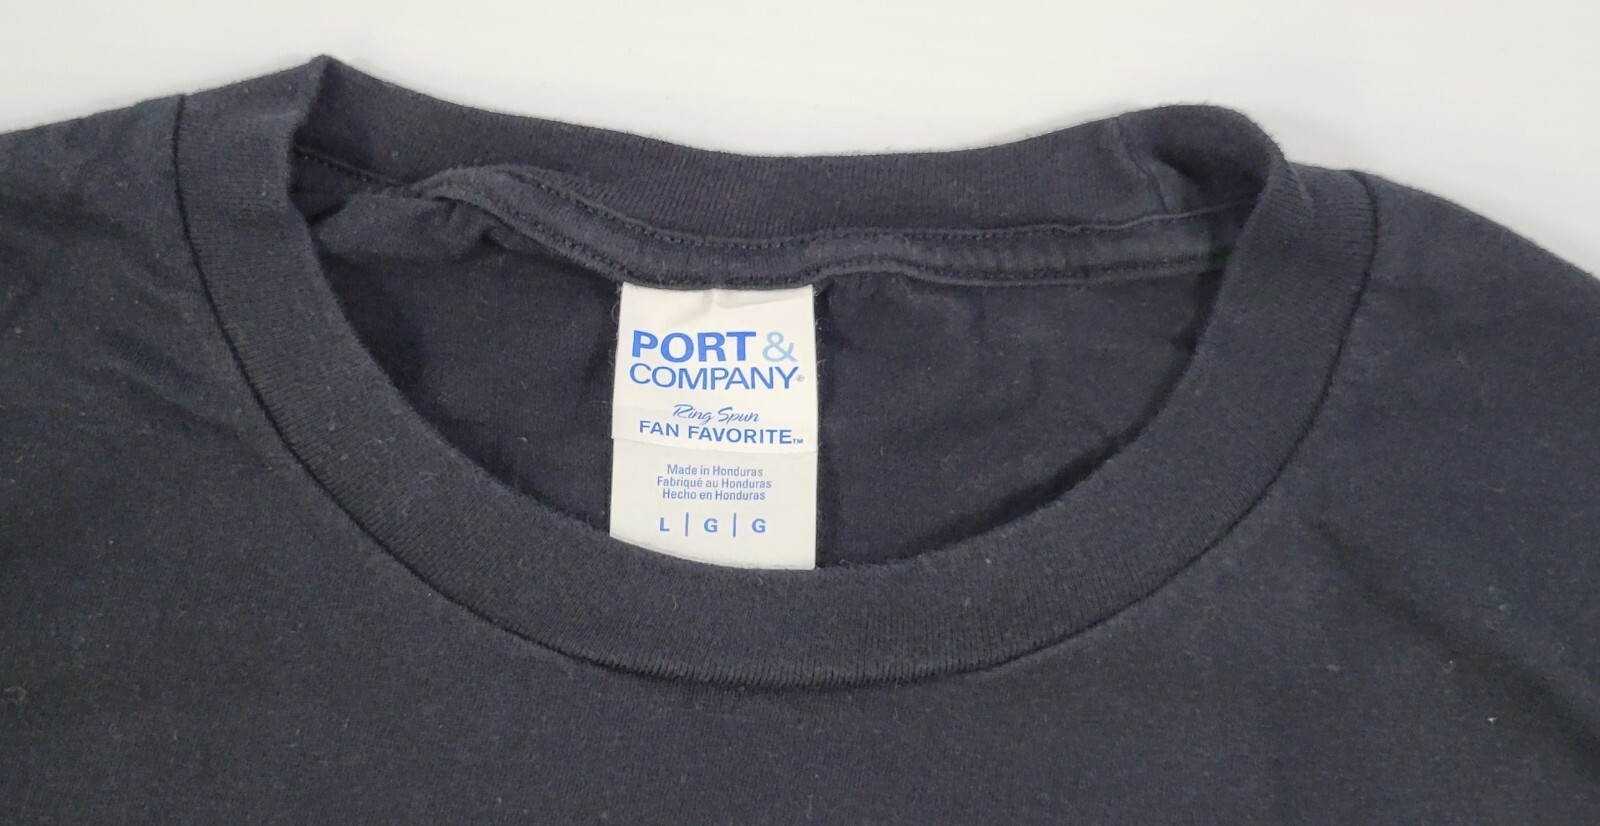 PORT &
COMPANY®
Ring Spun
FAN FAVORITE™
Made in Honduras
Fabriqué au Honduras
Hecho en Honduras
L | G | G